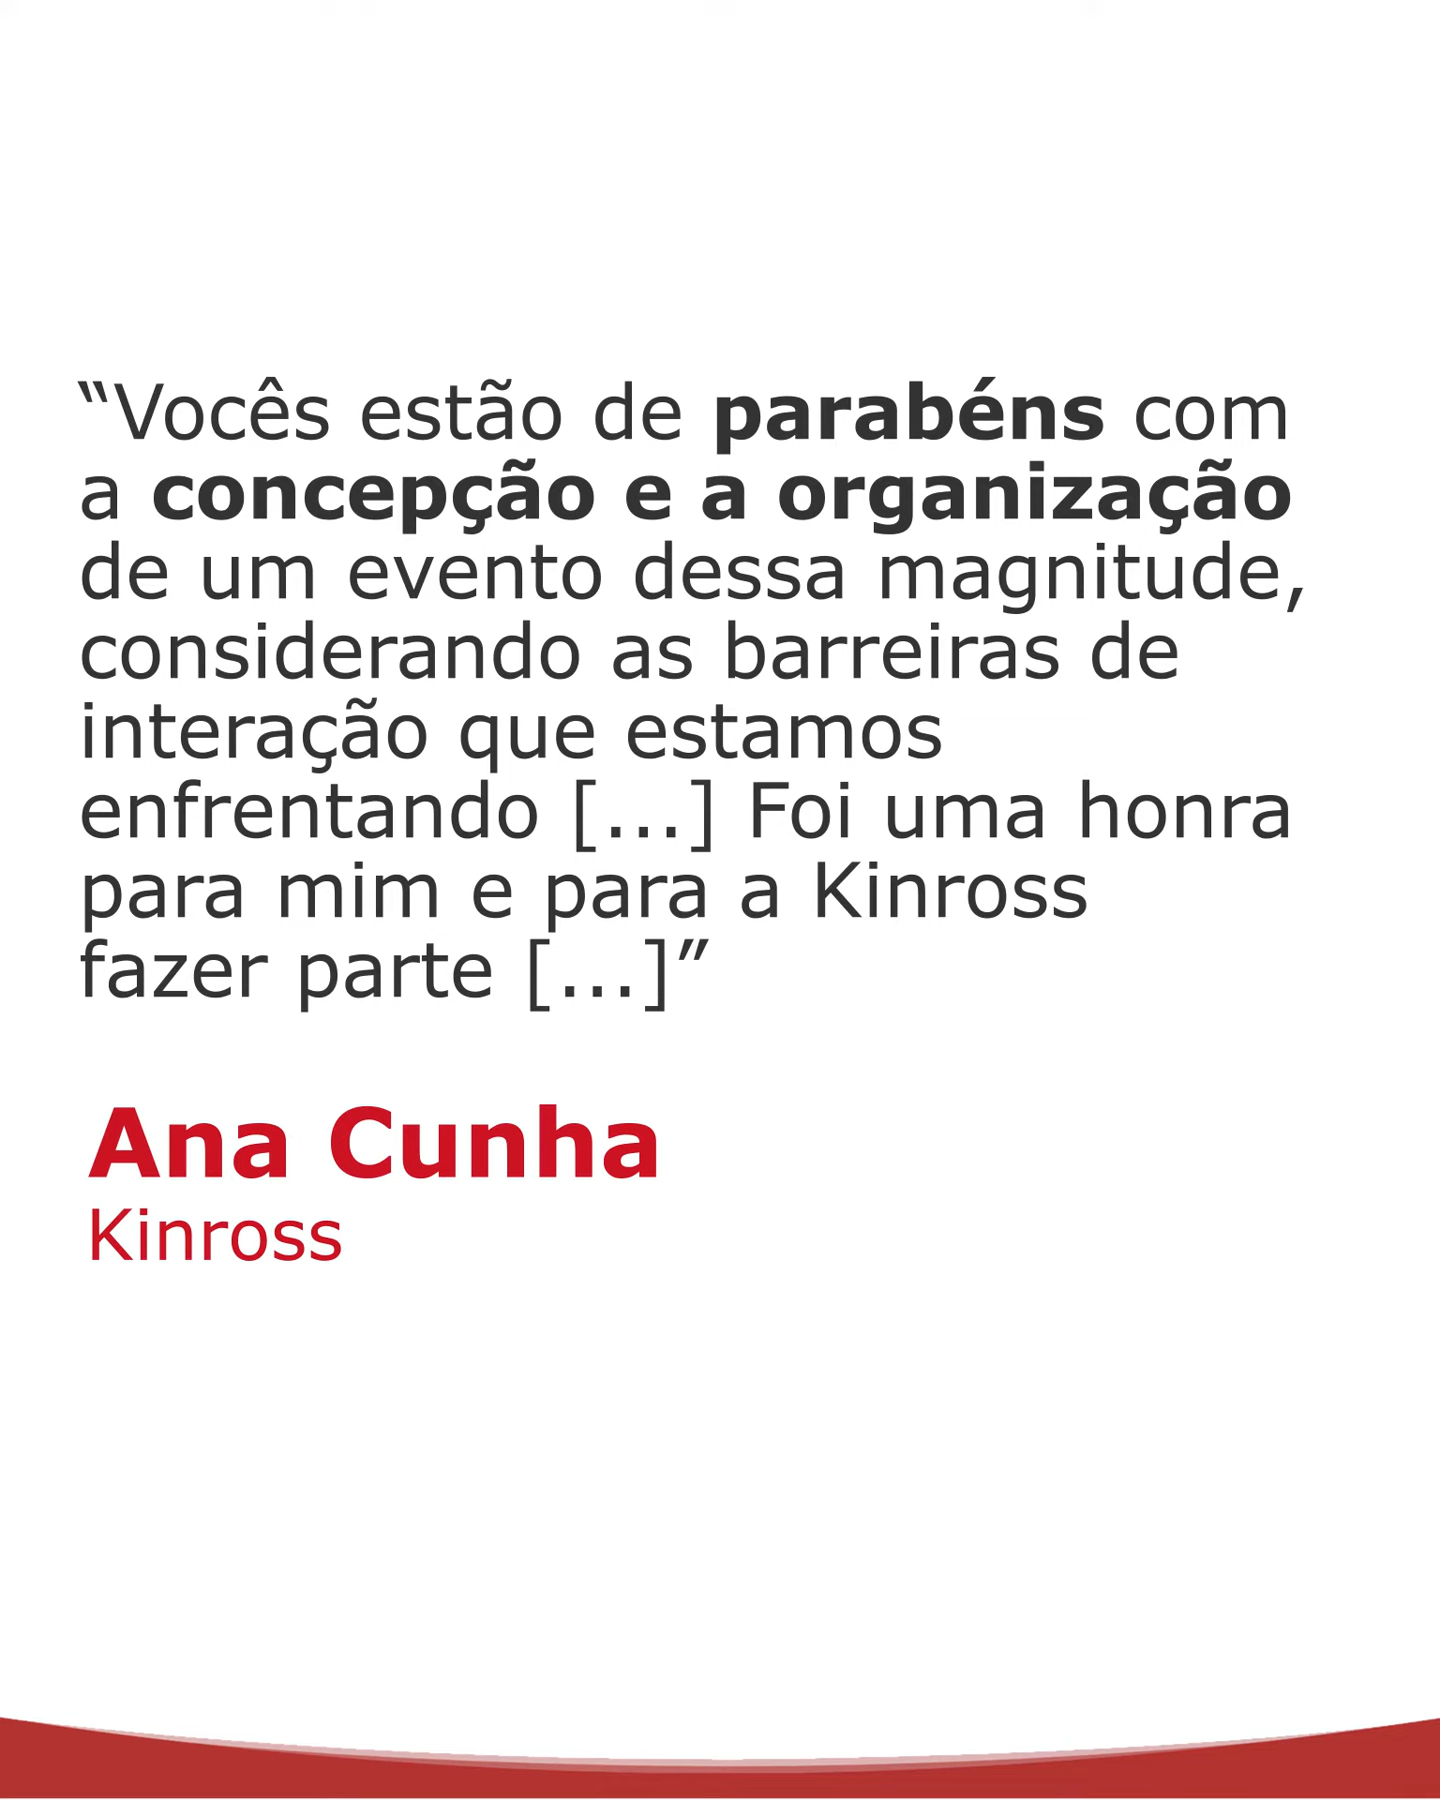 “Vocês estão de parabéns com
a concepção e a organização
de um evento dessa magnitude,
considerando as barreiras de
interação que estamos
enfrentando [...] Foi uma honra
para mim e para a Kinross
fazer parte [...]”
Ana Cunha
Kinross